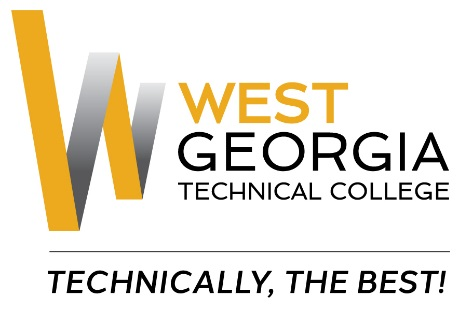 WEST
GEORGIA
TECHNICAL COLLEGE
TECHNICALLY, THE BEST!